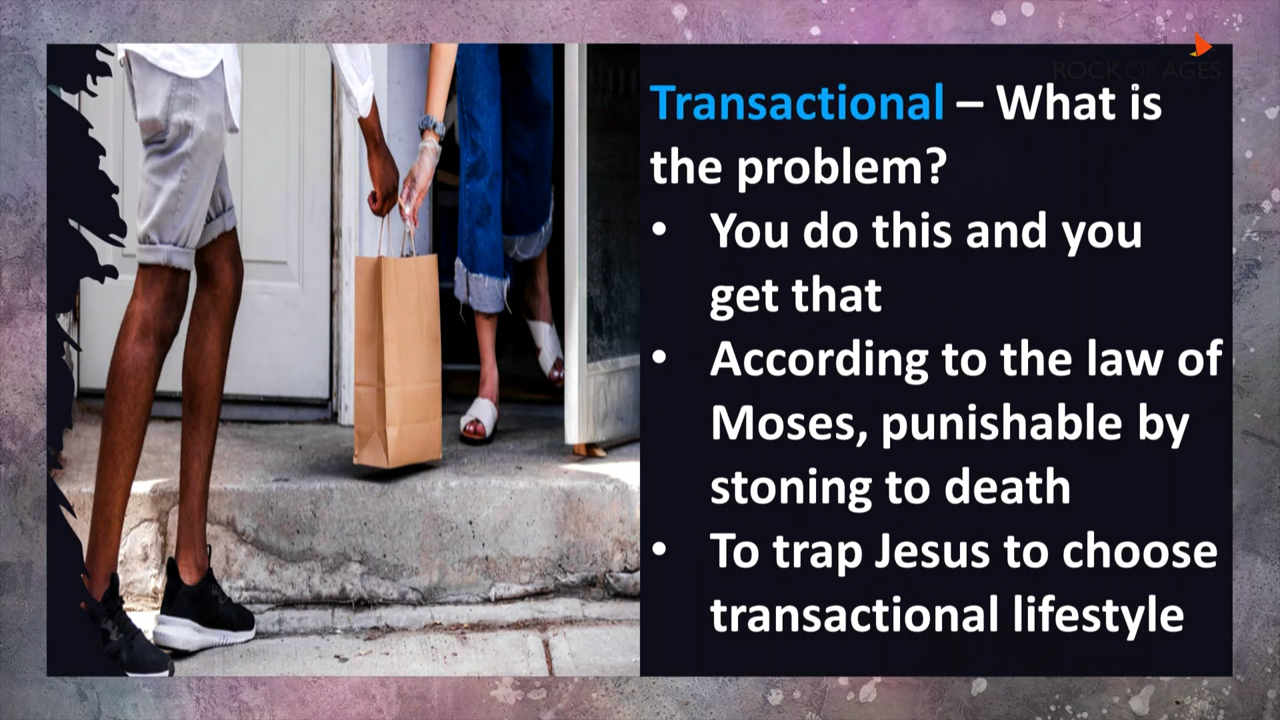 ROCK OF AGES
Transactional – What is
the problem?
• You do this and you
get that
• According to the law of
Moses, punishable by
stoning to death
• To trap Jesus to choose
transactional lifestyle